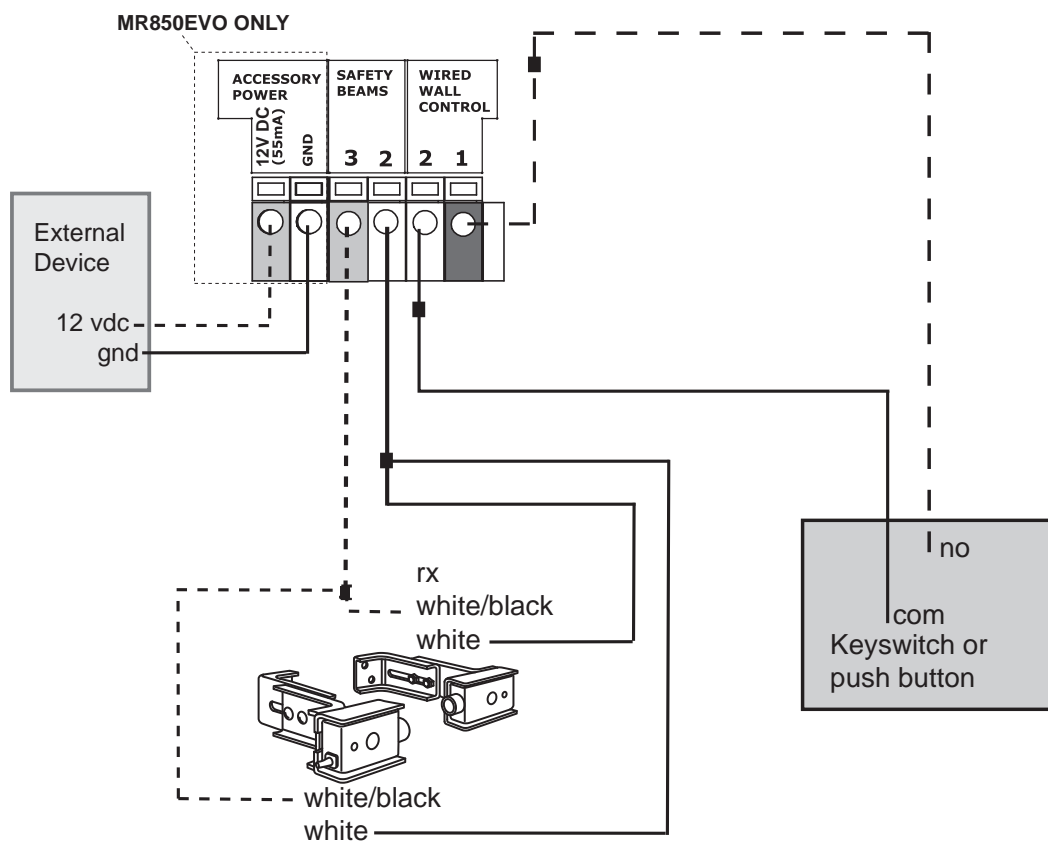 MR850EVO ONLY
ACCESSORY
POWER
SAFETY
BEAMS
WIRED
WALL
CONTROL
12V DC
(55mA)
GND
3
2
2
1
External
Device
12 vdc
gnd
rx
white/black
white
white/black
white
no
com
Keyswitch or
push button